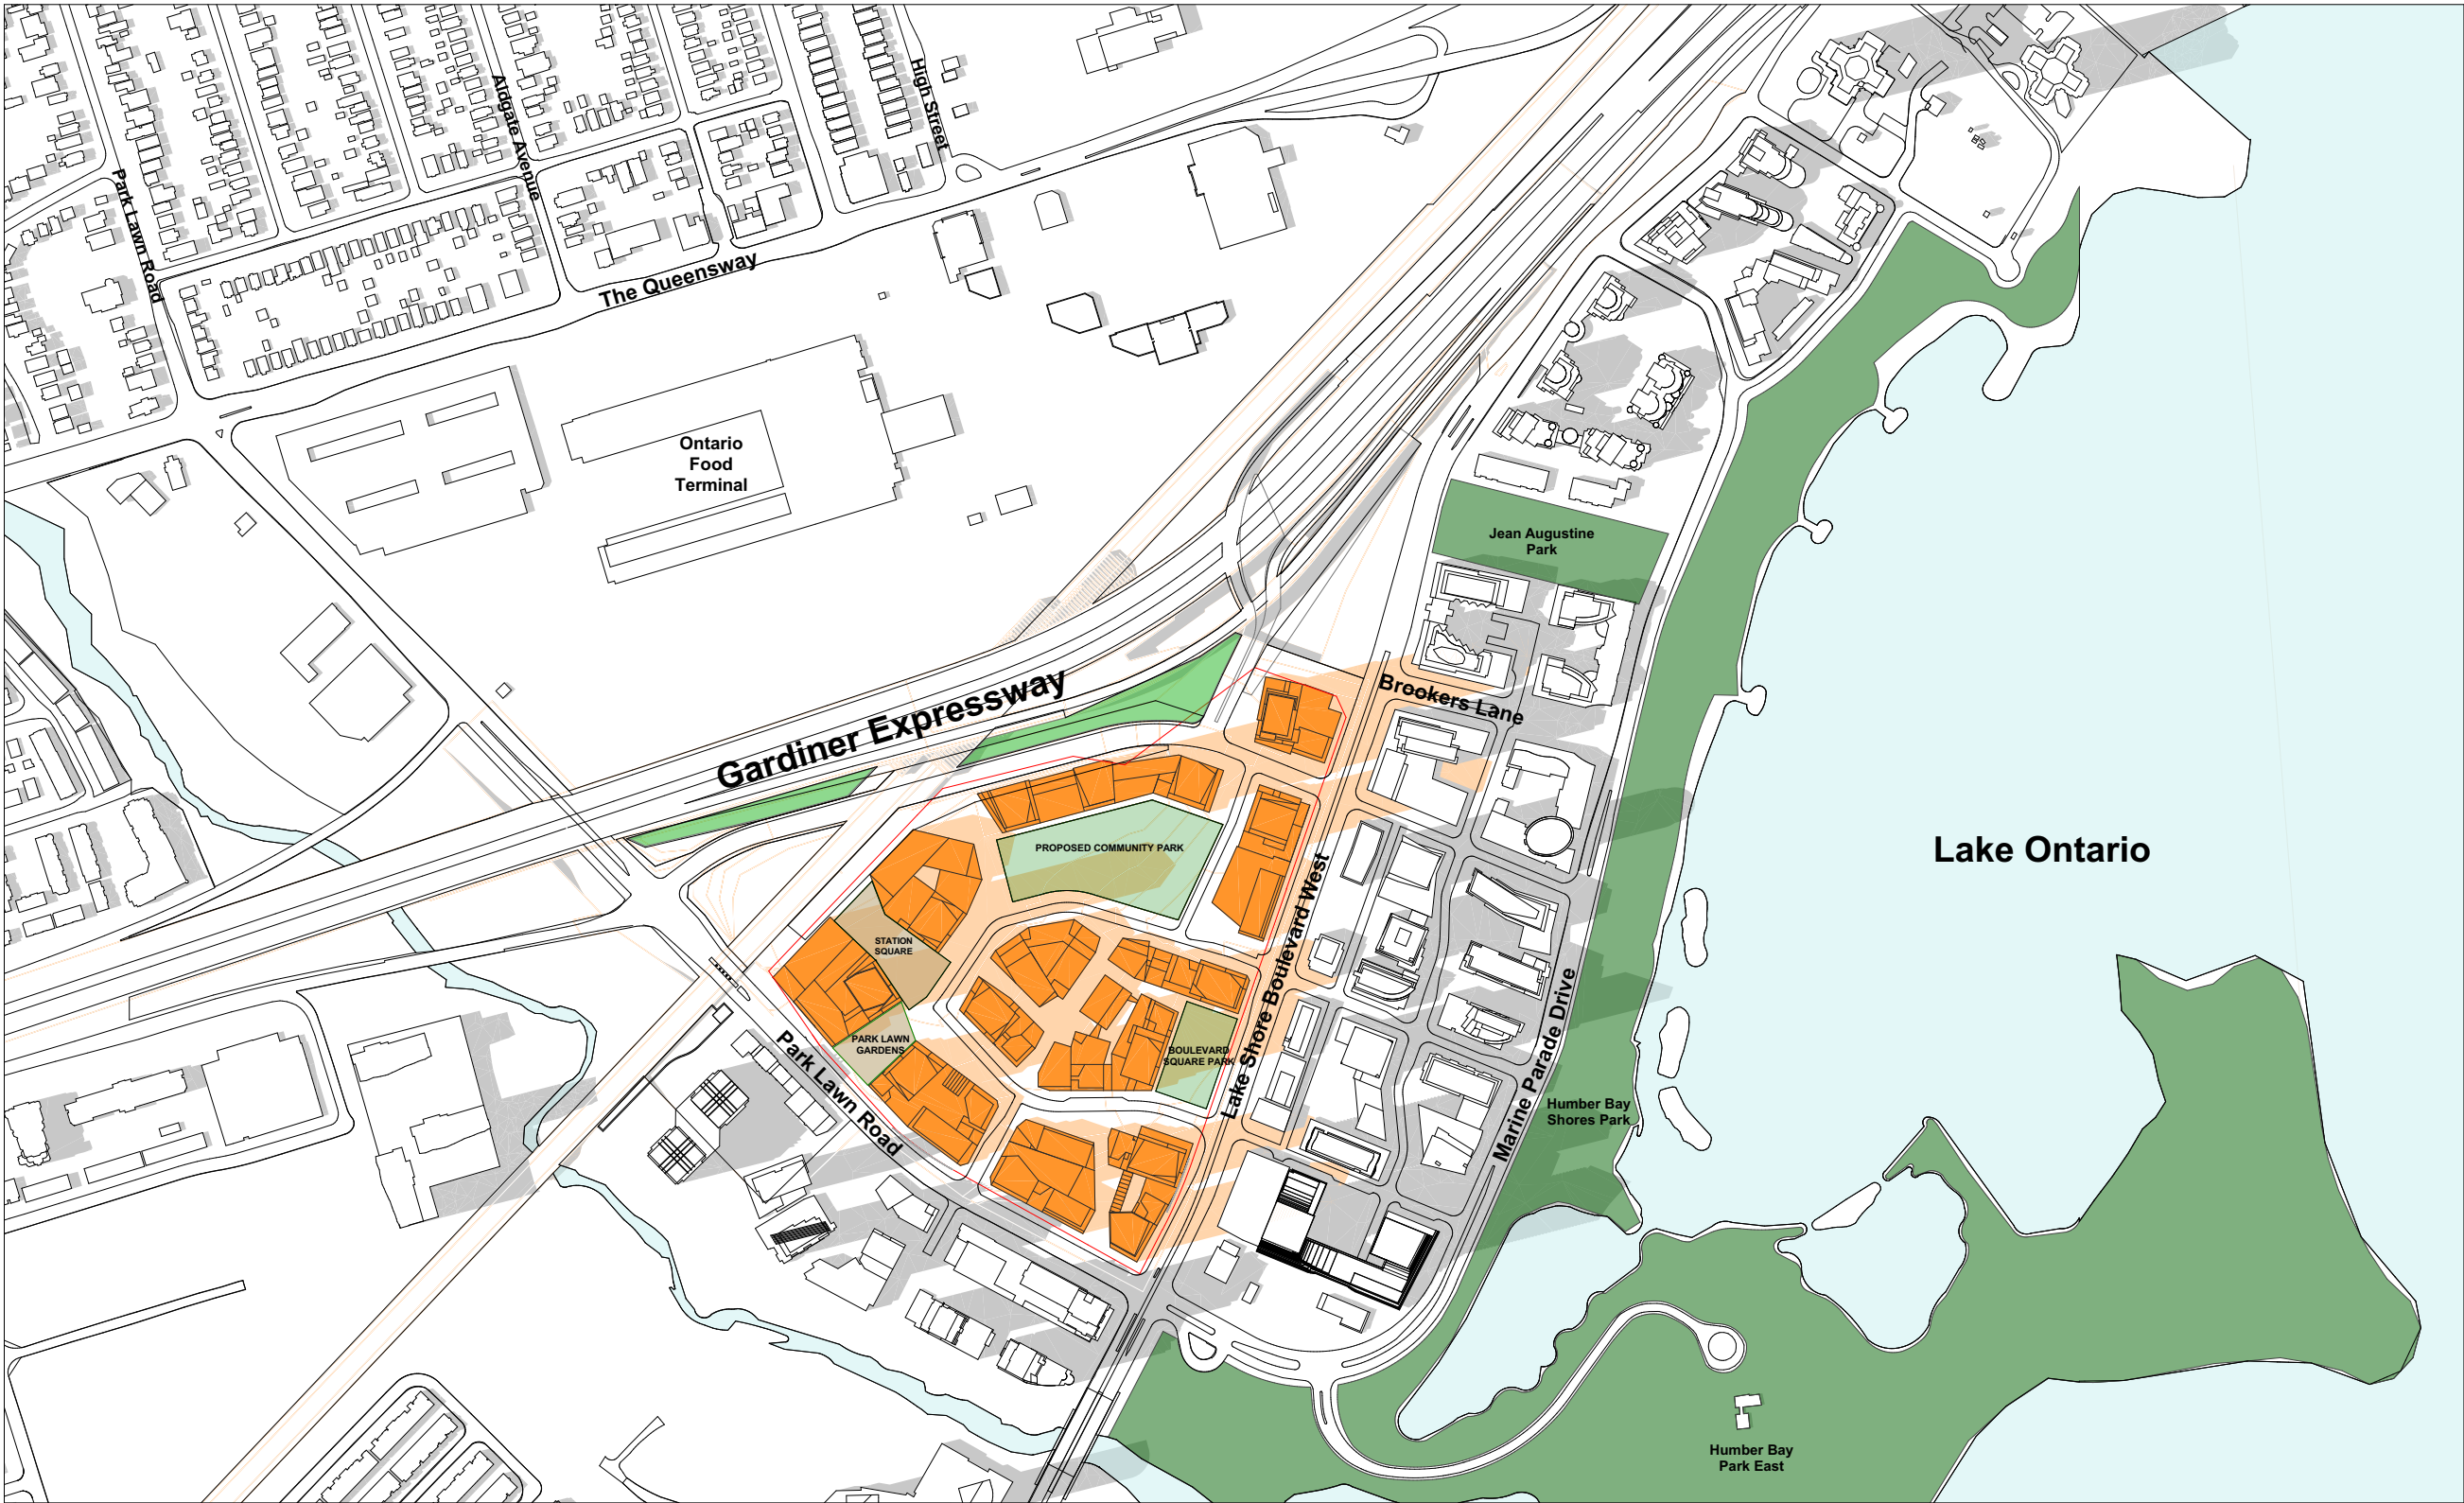 High Street
Aldgate Avenue
Park Lawn Road
The Queensway
Ontario
Food
Terminal
Jean Augustine
Park
Gardiner Expressway
Brookers Lane
PROPOSED COMMUNITY PARK
Lake Ontario
STATION
SQUARE
Lake Shore Boulevard West
PARK LAWN
GARDENS
BOULEVARD
SQUARE PARK
Park Lawn Road
Marine Parade Drive
Humber Bay
Shores Park
Humber Bay
Park East